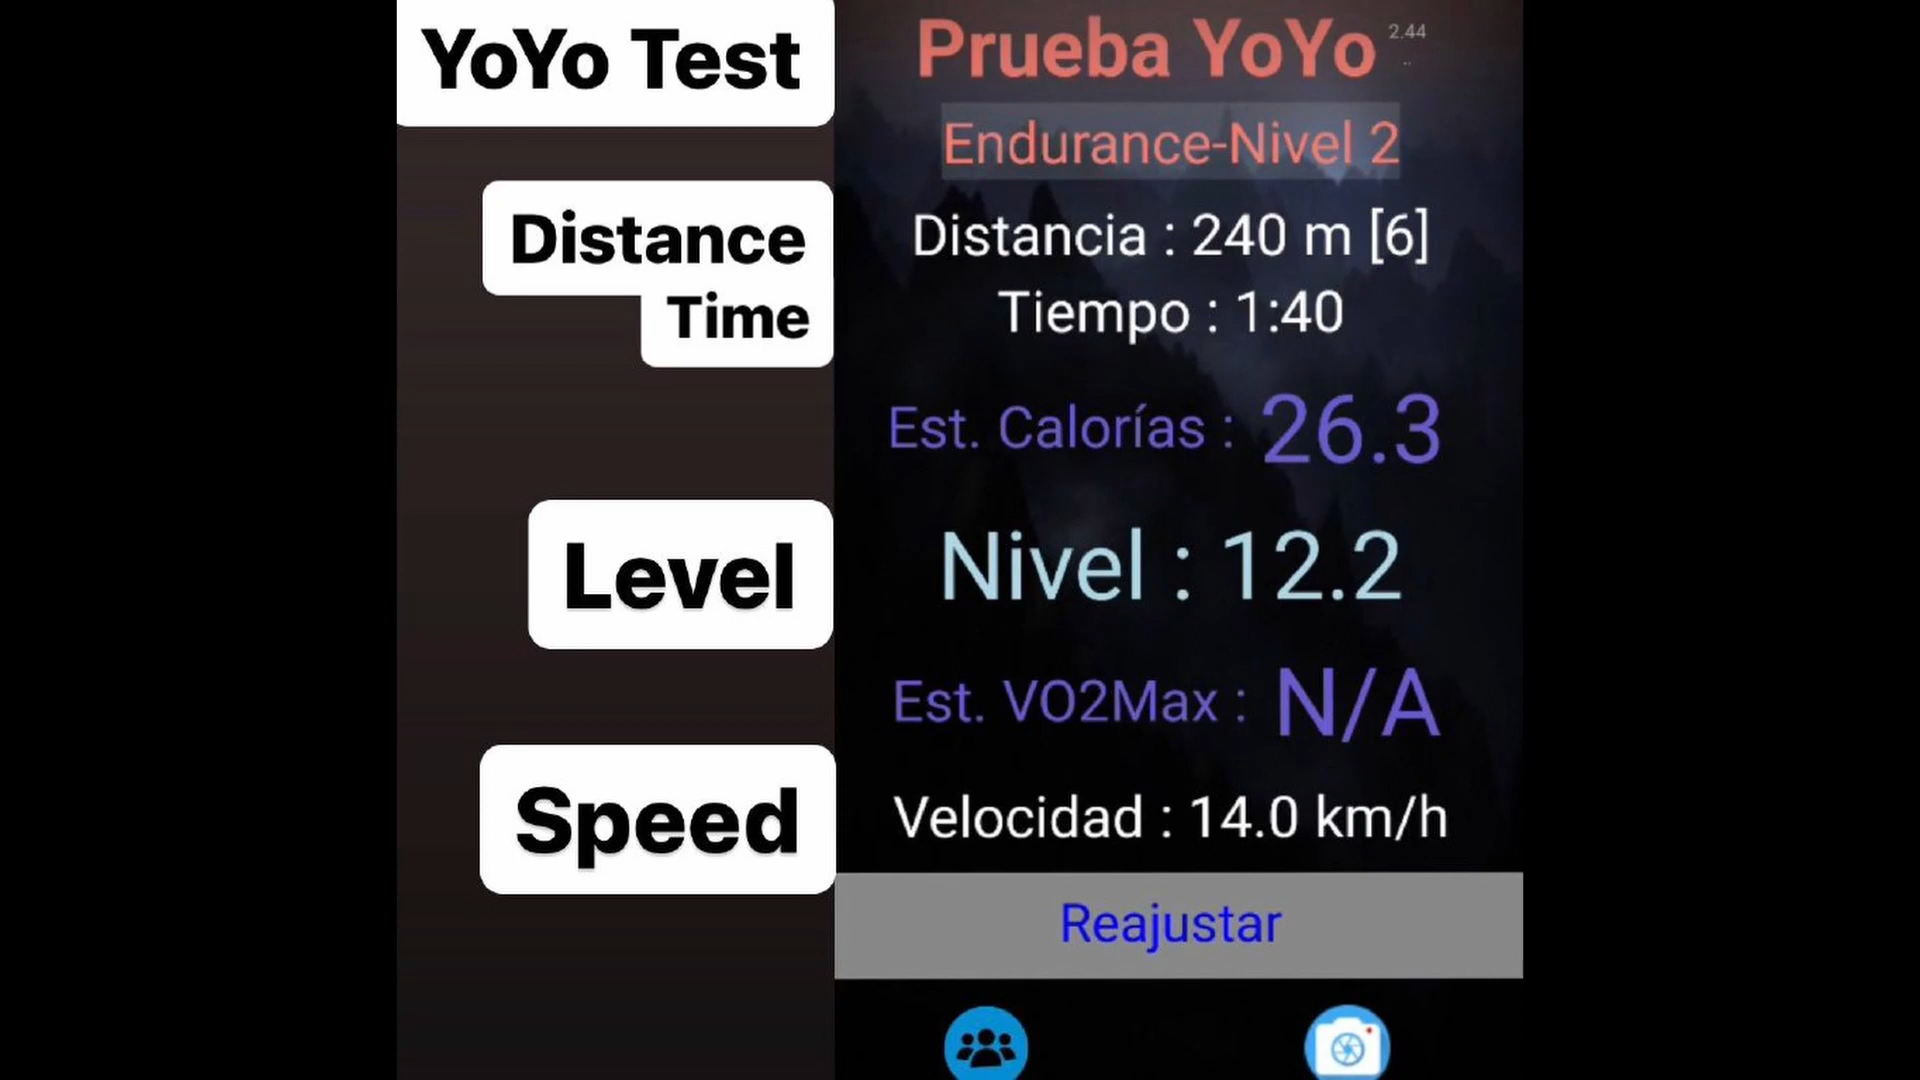 YoYo Test
Prueba YoYo 2.44
Endurance-Nivel 2
Distance
Distancia : 240 m [6]
Time
Tiempo : 1:40
Est. Calorías : 26.3
Level
Nivel : 12.2
Est. VO2Max : N/A
Speed
Velocidad : 14.0 km/h
Reajustar